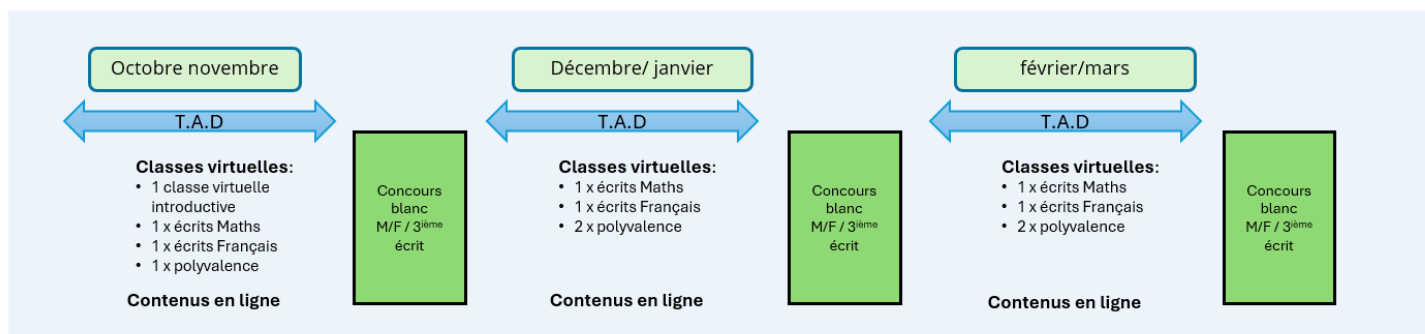 Octobre novembre
T.A.D
Classes virtuelles:
• 1 classe virtuelle
introductive
• 1 x écrits Maths
• 1 x écrits Français
• 1 x polyvalence
Contenus en ligne
Concours
blanc
M/F / 3ième
écrit
Décembre/ janvier
T.A.D
Classes virtuelles:
• 1 x écrits Maths
• 1 x écrits Français
• 2 x polyvalence
Contenus en ligne
Concours
blanc
M/F / 3ième
écrit
février/mars
T.A.D
Classes virtuelles:
• 1 x écrits Maths
• 1 x écrits Français
• 2 x polyvalence
Contenus en ligne
Concours
blanc
M/F / 3ième
écrit